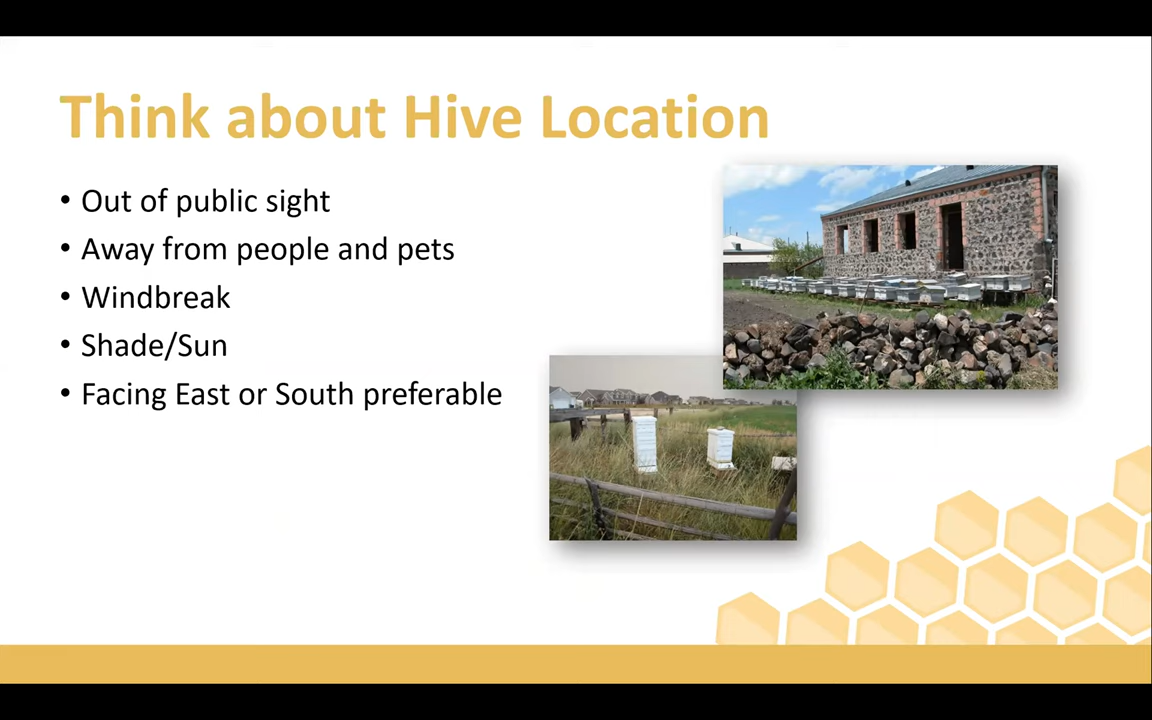 Think about Hive Location
• Out of public sight
• Away from people and pets
• Windbreak
• Shade/Sun
• Facing East or South preferable